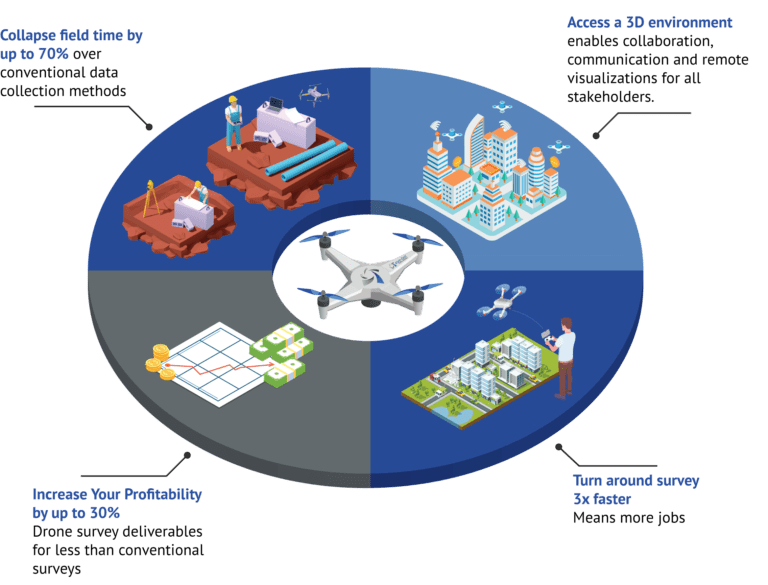 Collapse field time by
up to 70% over
conventional data
collection methods
Access a 3D environment
enables collaboration,
communication and remote
visualizations for all
stakeholders.
Increase Your Profitability
by up to 30%
Drone survey deliverables
for less than conventional
surveys
Turn around survey
3x faster
Means more jobs